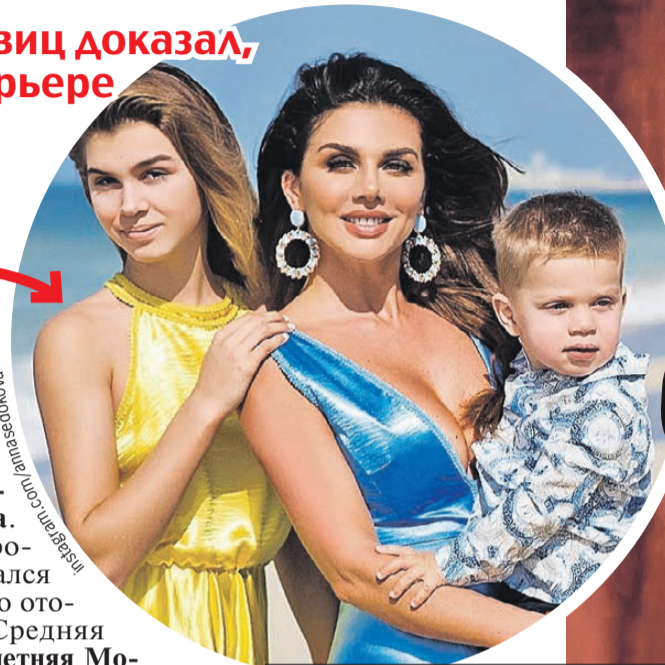 виц доказал,
рьере
instagram.com/annasedokova
-
а.
ро-
ался
о ото-
Средняя
летняя Мо-